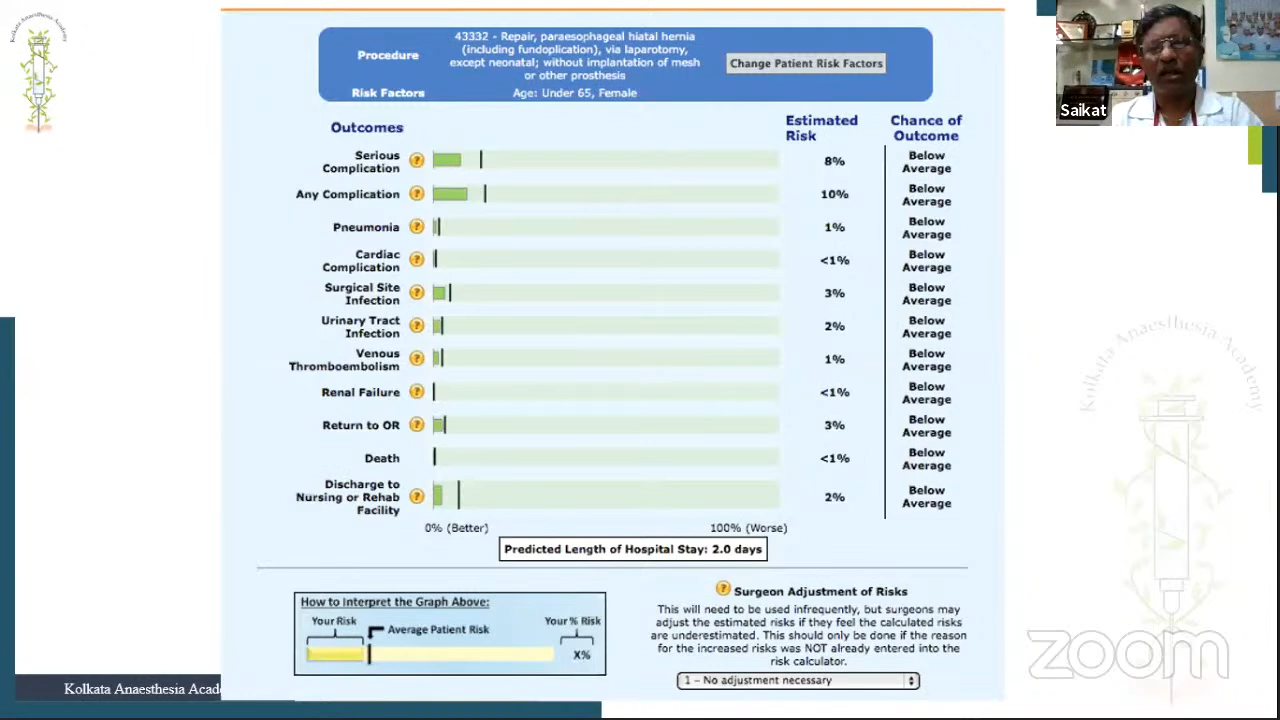 Kolkata Anaesthesia Academy
Procedure
43332 - Repair, paraesophageal hiatal hernia
(including fundoplication), via laparotomy,
except neonatal; without implantation of mesh
or other prosthesis
Change Patient Risk Factors
Risk Factors
Age: Under 65, Female
Saikat
Outcomes
Estimated
Risk
Chance of
Outcome
Serious
Complication
?
8%
Below
Average
Any Complication
?
10%
Below
Average
Pneumonia
?
1%
Below
Average
Cardiac
Complication
?
<1%
Below
Average
Surgical Site
Infection
?
3%
Below
Average
Urinary Tract
Infection
?
2%
Below
Average
Venous
Thromboembolism
?
1%
Below
Average
Renal Failure
?
<1%
Below
Average
Return to OR
?
3%
Below
Average
Death
<1%
Below
Average
Discharge to
Nursing or Rehab
Facility
?
2%
Below
Average
0% (Better)
100% (Worse)
Predicted Length of Hospital Stay: 2.0 days
How to Interpret the Graph Above:
Your Risk
Average Patient Risk
Your % Risk
X%
? Surgeon Adjustment of Risks
This will need to be used infrequently, but surgeons may
adjust the estimated risks if they feel the calculated risks
are underestimated. This should only be done if the reason
for the increased risks was NOT already entered into the
risk calculator.
1 - No adjustment necessary
Kolkata Anaesthesia Acade
Kolkata Anaesthesia Academy
zoom